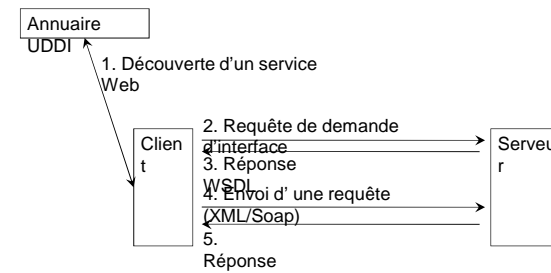 Annuaire
UDDI
1. Découverte d’un service
Web
Clien
t
2. Requête de demande
d’interface
3. Réponse
WSDL
4. Envoi d’ une requête
(XML/Soap)
5.
Réponse
Serveu
r